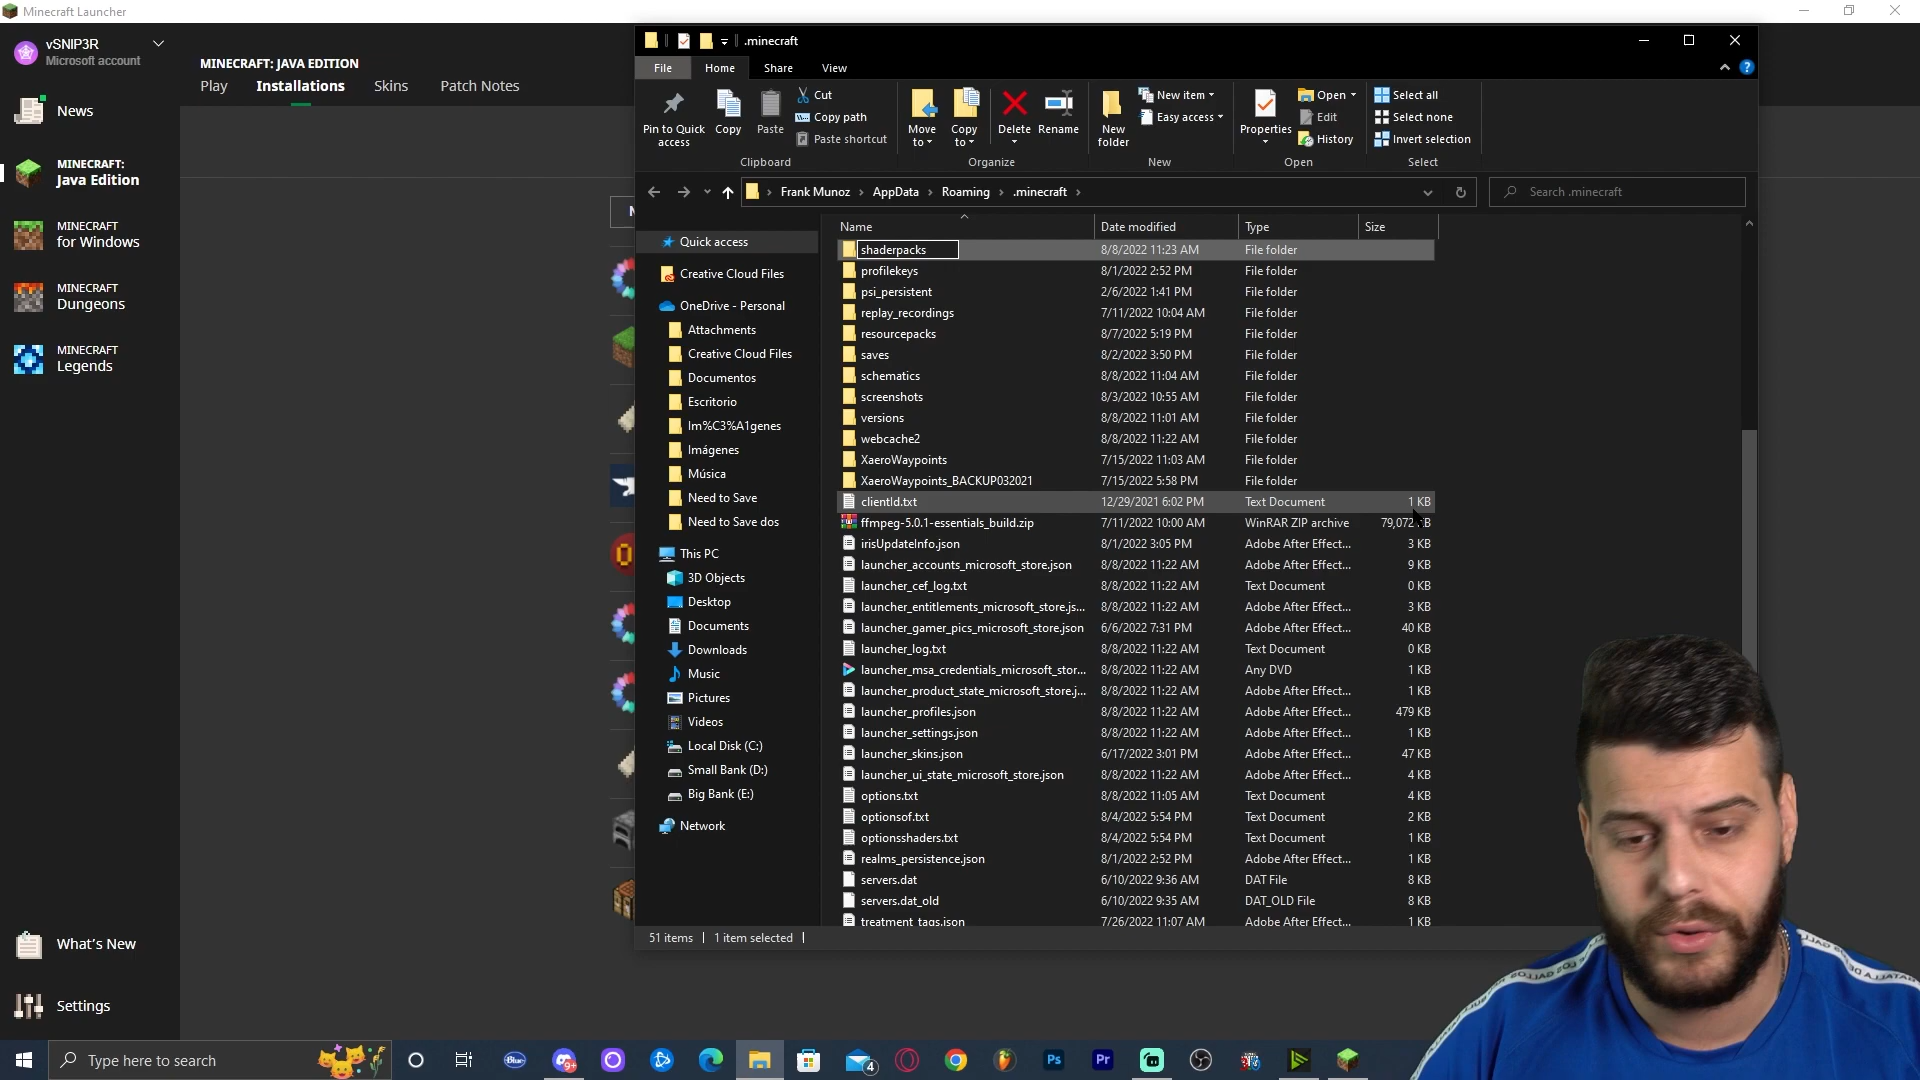 Minecraft Launcher
vSNIP3R
Microsoft account
News
MINECRAFT:
Java Edition
MINECRAFT
for Windows
MINECRAFT
Dungeons
MINECRAFT
Legends
What's New
Settings
MINECRAFT: JAVA EDITION
Play Installations Skins Patch Notes
.minecraft
File Home Share View
Pin to Quick access
Copy
Paste
Cut
Copy path
Paste shortcut
Clipboard
Move to
Copy to
Delete
Rename
Organize
New folder
New item
Easy access
New
Properties
Open
Edit
History
Open
Select all
Select none
Invert selection
Select
Frank Munoz › AppData › Roaming › .minecraft ›
Search .minecraft
Quick access
Creative Cloud Files
OneDrive - Personal
Attachments
Creative Cloud Files
Documentos
Escritorio
Im%C3%A1genes
Imágenes
Música
Need to Save
Need to Save dos
This PC
3D Objects
Desktop
Documents
Downloads
Music
Pictures
Videos
Local Disk (C:)
Small Bank (D:)
Big Bank (E:)
Network
Name Date modified Type Size
shaderpacks 8/8/2022 11:23 AM File folder
profilekeys 8/1/2022 2:52 PM File folder
psi_persistent 2/6/2022 1:41 PM File folder
replay_recordings 7/11/2022 10:04 AM File folder
resourcepacks 8/7/2022 5:19 PM File folder
saves 8/2/2022 3:50 PM File folder
schematics 8/8/2022 11:04 AM File folder
screenshots 8/3/2022 10:55 AM File folder
versions 8/8/2022 11:01 AM File folder
webcache2 8/8/2022 11:22 AM File folder
XaeroWaypoints 7/15/2022 11:03 AM File folder
XaeroWaypoints_BACKUP032021 7/15/2022 5:58 PM File folder
clientId.txt 12/29/2021 6:02 PM Text Document 1 KB
ffmpeg-5.0.1-essentials_build.zip 7/11/2022 10:00 AM WinRAR ZIP archive 79,072 KB
irisUpdateInfo.json 8/1/2022 3:05 PM Adobe After Effect... 3 KB
launcher_accounts_microsoft_store.json 8/8/2022 11:22 AM Adobe After Effect... 9 KB
launcher_cef_log.txt 8/8/2022 11:22 AM Text Document 0 KB
launcher_entitlements_microsoft_store.js... 8/8/2022 11:22 AM Adobe After Effect... 3 KB
launcher_gamer_pics_microsoft_store.json 6/6/2022 7:31 PM Adobe After Effect... 40 KB
launcher_log.txt 8/8/2022 11:22 AM Text Document 0 KB
launcher_msa_credentials_microsoft_stor... 8/8/2022 11:22 AM Any DVD 1 KB
launcher_product_state_microsoft_store.j... 8/8/2022 11:22 AM Adobe After Effect... 1 KB
launcher_profiles.json 8/8/2022 11:22 AM Adobe After Effect... 479 KB
launcher_settings.json 8/8/2022 11:22 AM Adobe After Effect... 1 KB
launcher_skins.json 6/17/2022 3:01 PM Adobe After Effect... 47 KB
launcher_ui_state_microsoft_store.json 8/8/2022 11:22 AM Adobe After Effect... 4 KB
options.txt 8/8/2022 11:05 AM Text Document 4 KB
optionsof.txt 8/4/2022 5:54 PM Text Document 2 KB
optionsshaders.txt 8/4/2022 5:54 PM Text Document 1 KB
realms_persistence.json 8/1/2022 2:52 PM Adobe After Effect... 1 KB
servers.dat 6/10/2022 9:36 AM DAT File 8 KB
servers.dat_old 6/10/2022 9:35 AM DAT_OLD File 8 KB
treatment_tags.json 7/26/2022 11:07 AM Adobe After Effect... 1 KB
51 items 1 item selected
Type here to search